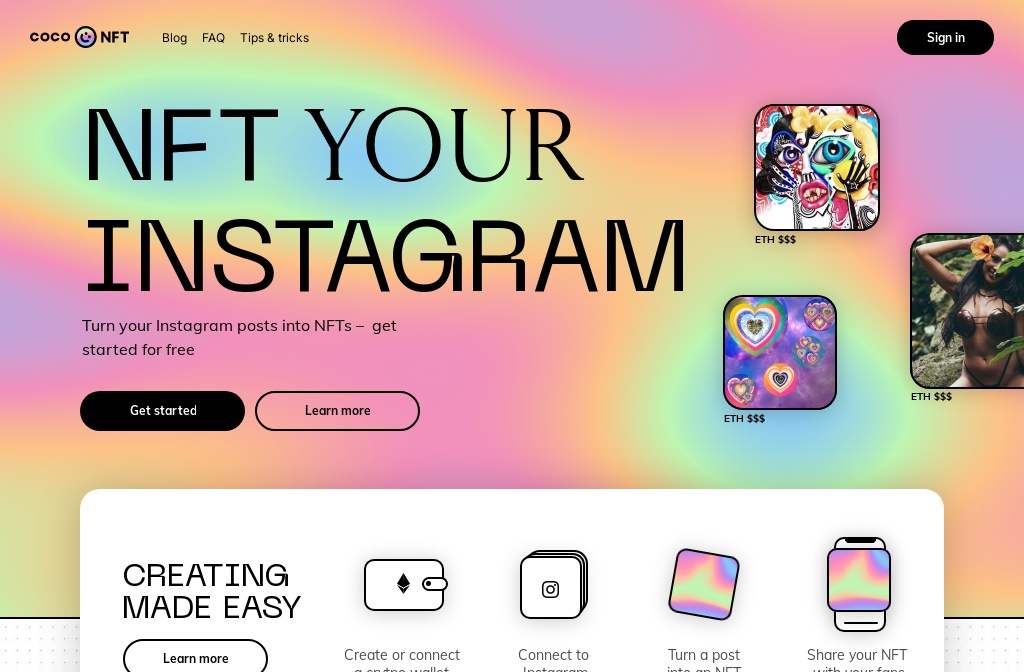 COCO NFT
Blog FAQ Tips & tricks
Sign in
NFT YOUR
INSTAGRAM
Turn your Instagram posts into NFTs – get
started for free
Get started
Learn more
ETH $$$
ETH $$$
ETH $$$
CREATING
MADE EASY
Learn more
Create or connect
a crypto wallet
Connect to
Instagram
Turn a post
into an NFT
Share your NFT
with your fans